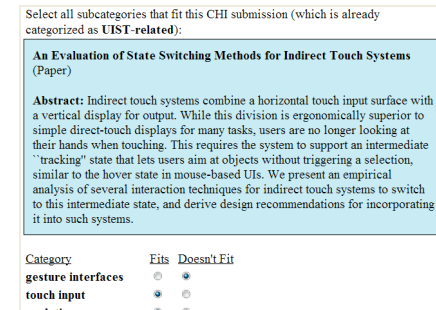 Select all subcategories that fit this CHI submission (which is already
categorized as UIST-related):
An Evaluation of State Switching Methods for Indirect Touch Systems
(Paper)
Abstract: Indirect touch systems combine a horizontal touch input surface with
a vertical display for output. While this division is ergonomically superior to
simple direct-touch displays for many tasks, users are no longer looking at
their hands when touching. This requires the system to support an intermediate
``tracking'' state that lets users aim at objects without triggering a selection,
similar to the hover state in mouse-based UIs. We present an empirical
analysis of several interaction techniques for indirect touch systems to switch
to this intermediate state, and derive design recommendations for incorporating
it into such systems.
Category Fits Doesn't Fit
gesture interfaces
touch input